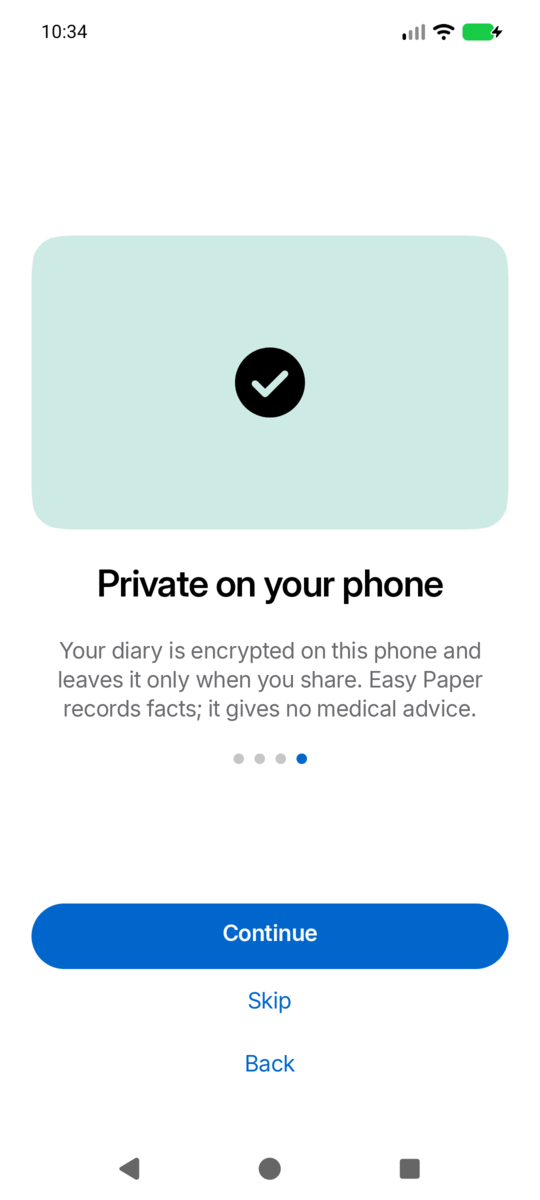 10:34
Private on your phone
Your diary is encrypted on this phone and
leaves it only when you share. Easy Paper
records facts; it gives no medical advice.
Continue
Skip
Back